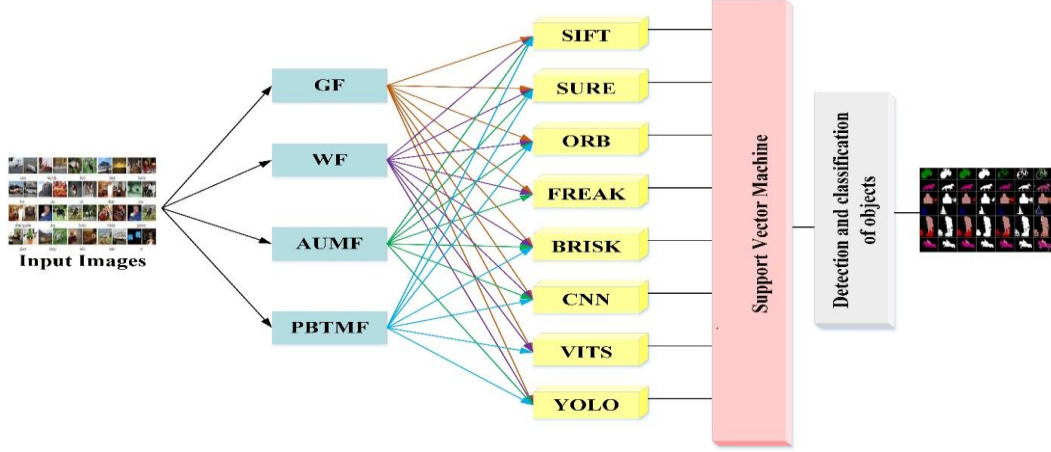 Input Images
GF
WF
AUMF
PBTMF
SIFT
SURE
ORB
FREAK
BRISK
CNN
VITS
YOLO
Support Vector Machine
Detection and classification
of objects